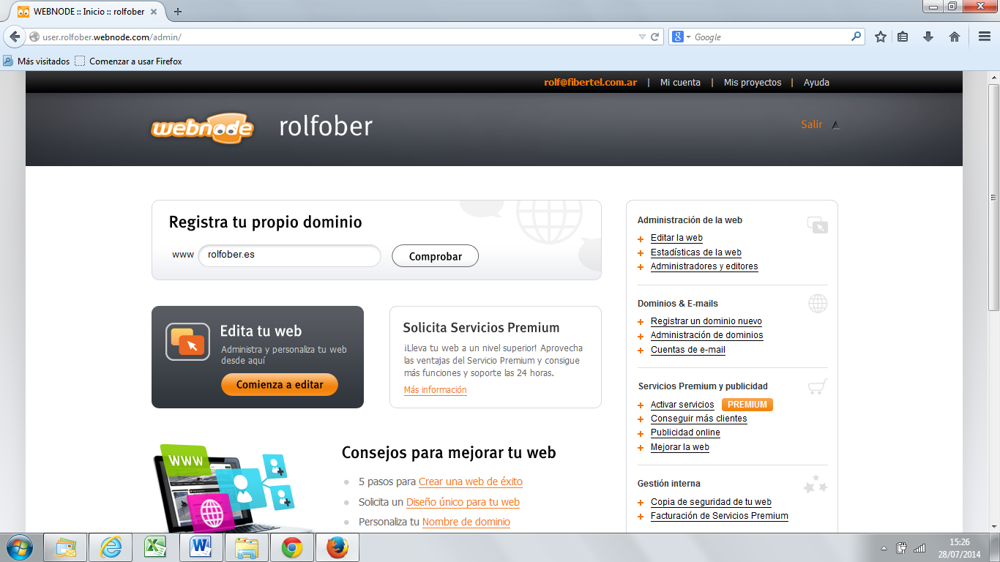 WEBNODE :: Inicio :: rolfober
user.rolfober.webnode.com/admin/
Google
Más visitados
Comenzar a usar Firefox
rolf@fibertel.com.ar | Mi cuenta | Mis proyectos | Ayuda
webnode
rolfober
Salir
Registra tu propio dominio
www rolfober.es
Comprobar
Edita tu web
Administra y personaliza tu web
desde aquí
Comienza a editar
Solicita Servicios Premium
¡Lleva tu web a un nivel superior! Aprovecha
las ventajas del Servicio Premium y consigue
más funciones y soporte las 24 horas.
Más información
WWW
Consejos para mejorar tu web
5 pasos para Crear una web de éxito
Solicita un Diseño único para tu web
Personaliza tu Nombre de dominio
Administración de la web
Editar la web
Estadísticas de la web
Administradores y editores
Dominios & E-mails
Registrar un dominio nuevo
Administración de dominios
Cuentas de e-mail
Servicios Premium y publicidad
Activar servicios PREMIUM
Conseguir más clientes
Publicidad online
Mejorar la web
Gestión interna
Copia de seguridad de tu web
Facturación de Servicios Premium
15:26
28/07/2014